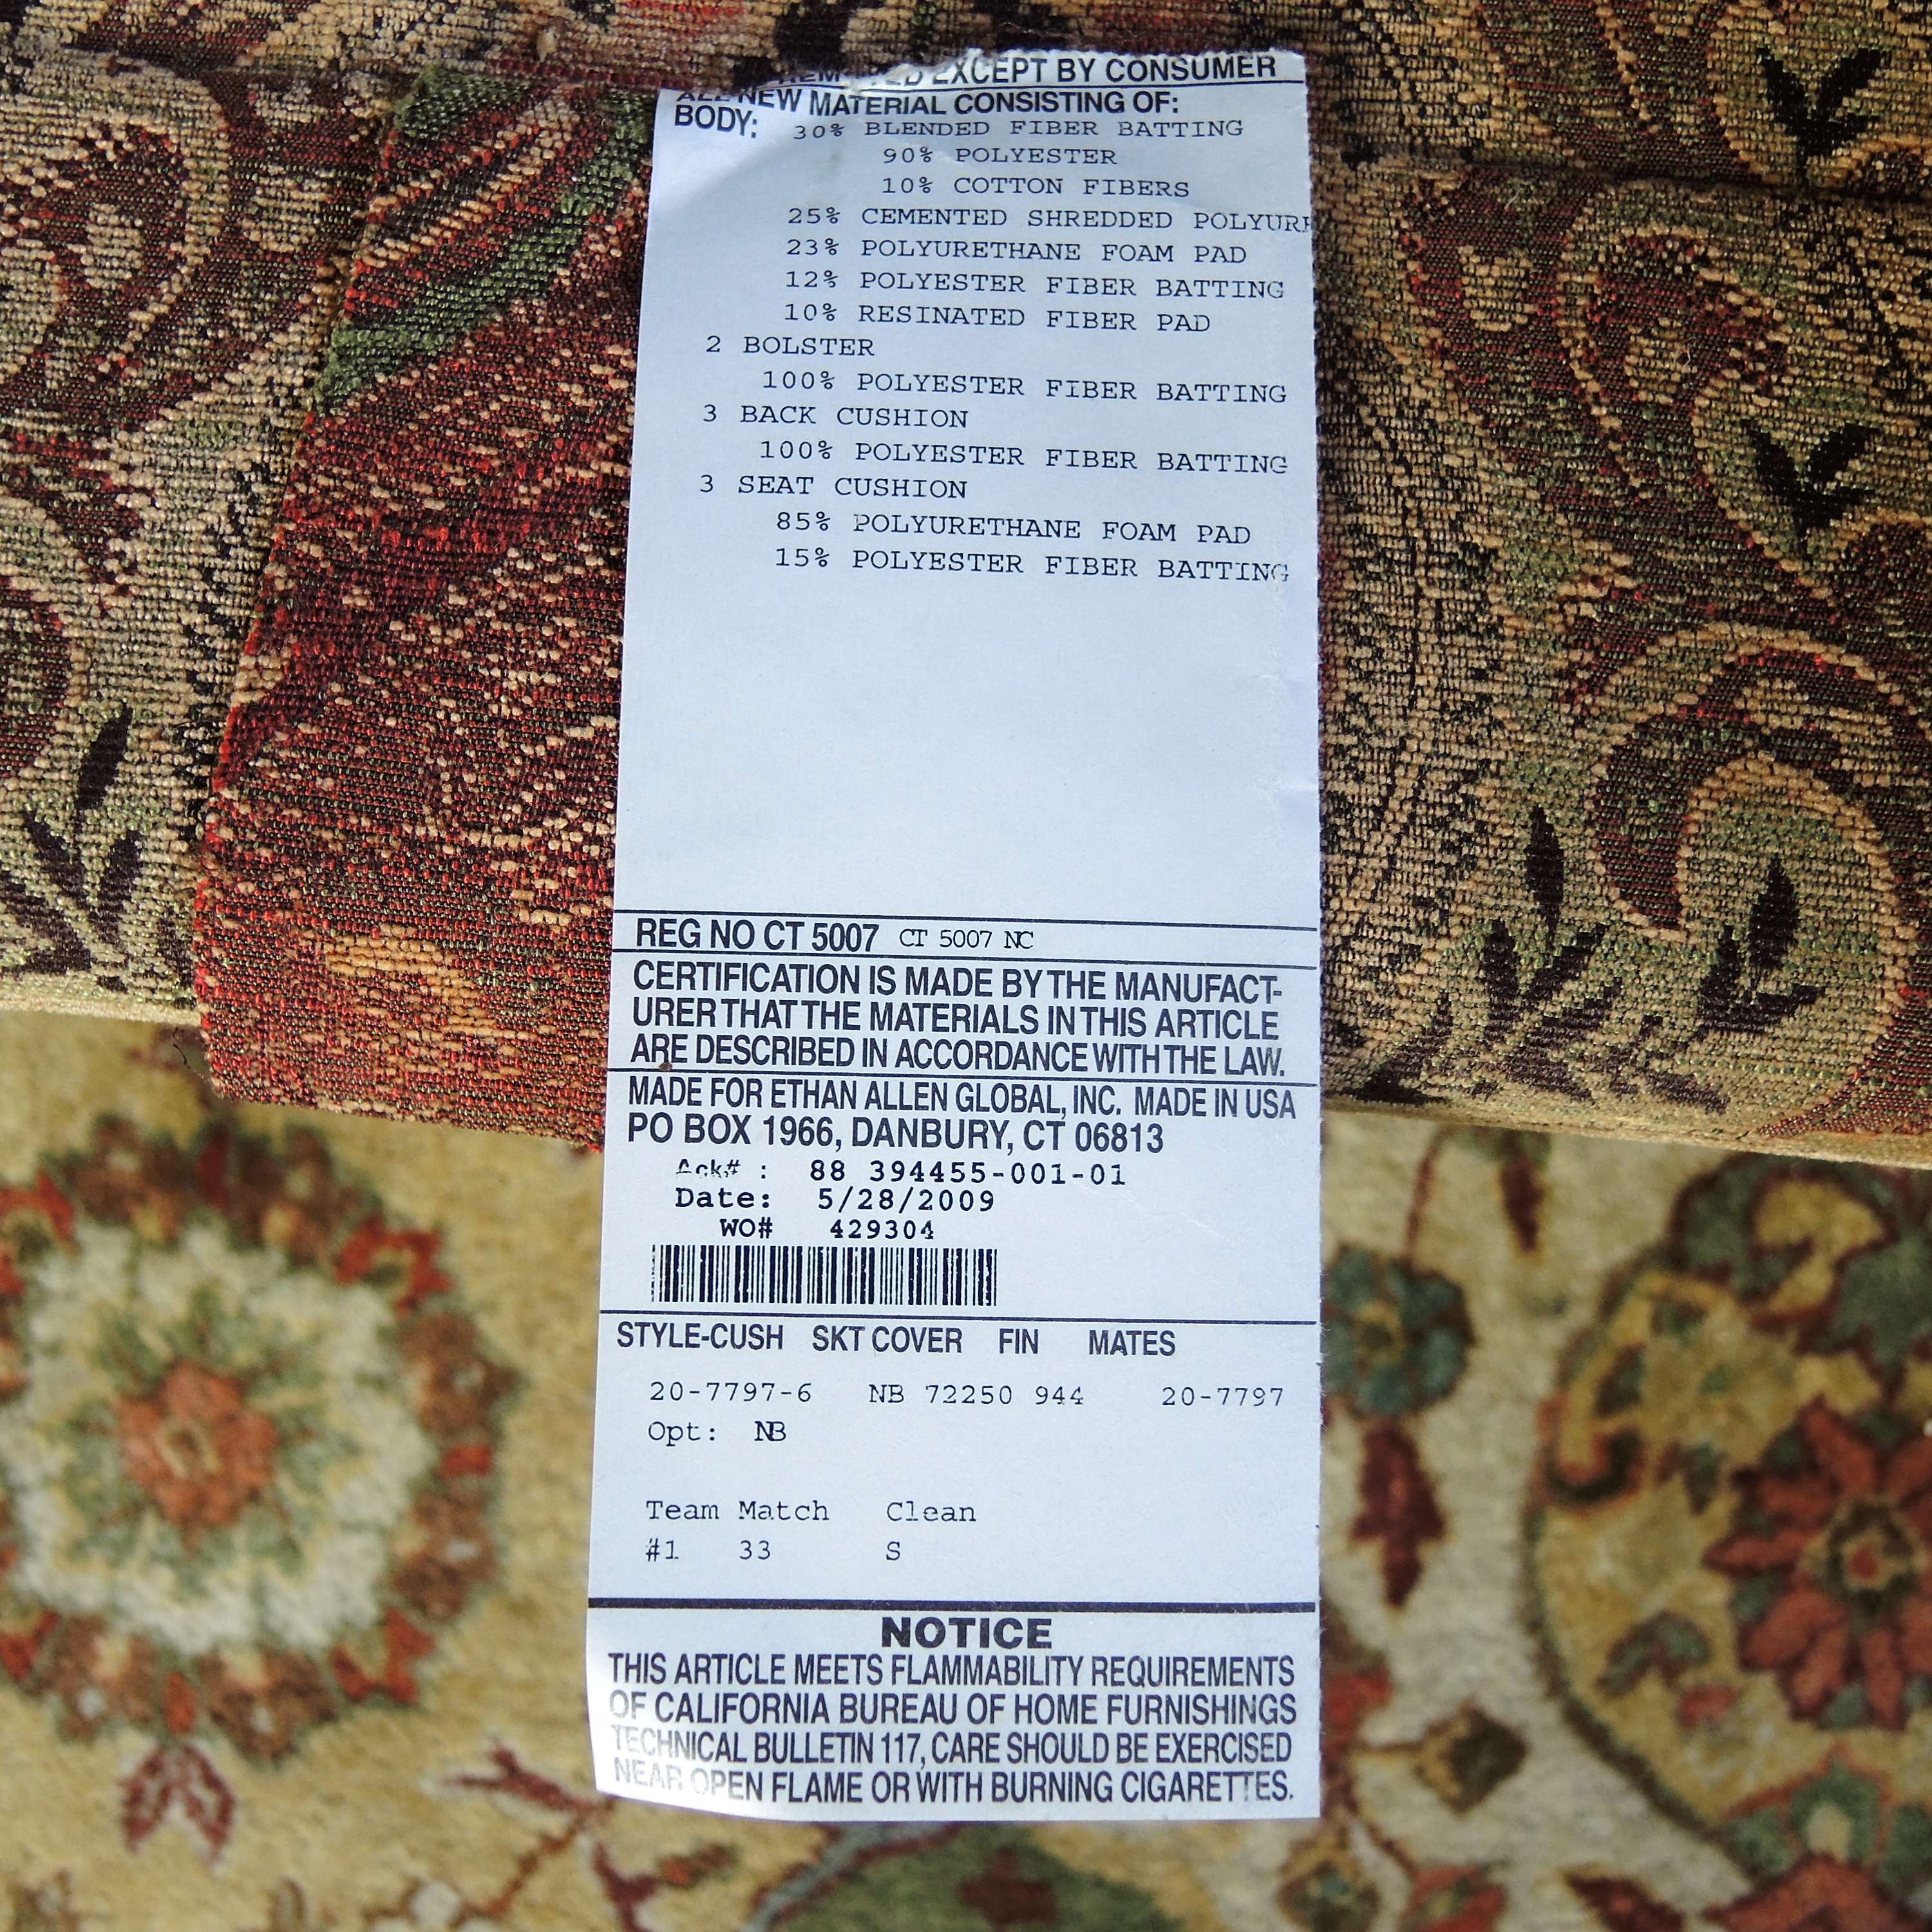 EXCEPT BY CONSUMER
ALL NEW MATERIAL CONSISTING OF:
BODY: 30% BLENDED FIBER BATTING
90% POLYESTER
10% COTTON FIBERS
25% CEMENTED SHREDDED POLYUR
23% POLYURETHANE FOAM PAD
12% POLYESTER FIBER BATTING
10% RESINATED FIBER PAD
2 BOLSTER
100% POLYESTER FIBER BATTING
3 BACK CUSHION
100% POLYESTER FIBER BATTING
3 SEAT CUSHION
85% POLYURETHANE FOAM PAD
15% POLYESTER FIBER BATTING
REG NO CT 5007 CT 5007 NC
CERTIFICATION IS MADE BY THE MANUFACT-
URER THAT THE MATERIALS IN THIS ARTICLE
ARE DESCRIBED IN ACCORDANCE WITH THE LAW.
MADE FOR ETHAN ALLEN GLOBAL, INC. MADE IN USA
PO BOX 1966, DANBURY, CT 06813
Ack# : 88 394455-001-01
Date: 5/28/2009
WO# 429304
STYLE-CUSH SKT COVER FIN MATES
20-7797-6 NB 72250 944 20-7797
Opt: NB
Team Match Clean
#1 33 S
NOTICE
THIS ARTICLE MEETS FLAMMABILITY REQUIREMENTS
OF CALIFORNIA BUREAU OF HOME FURNISHINGS
TECHNICAL BULLETIN 117, CARE SHOULD BE EXERCISED
NEAR OPEN FLAME OR WITH BURNING CIGARETTES.